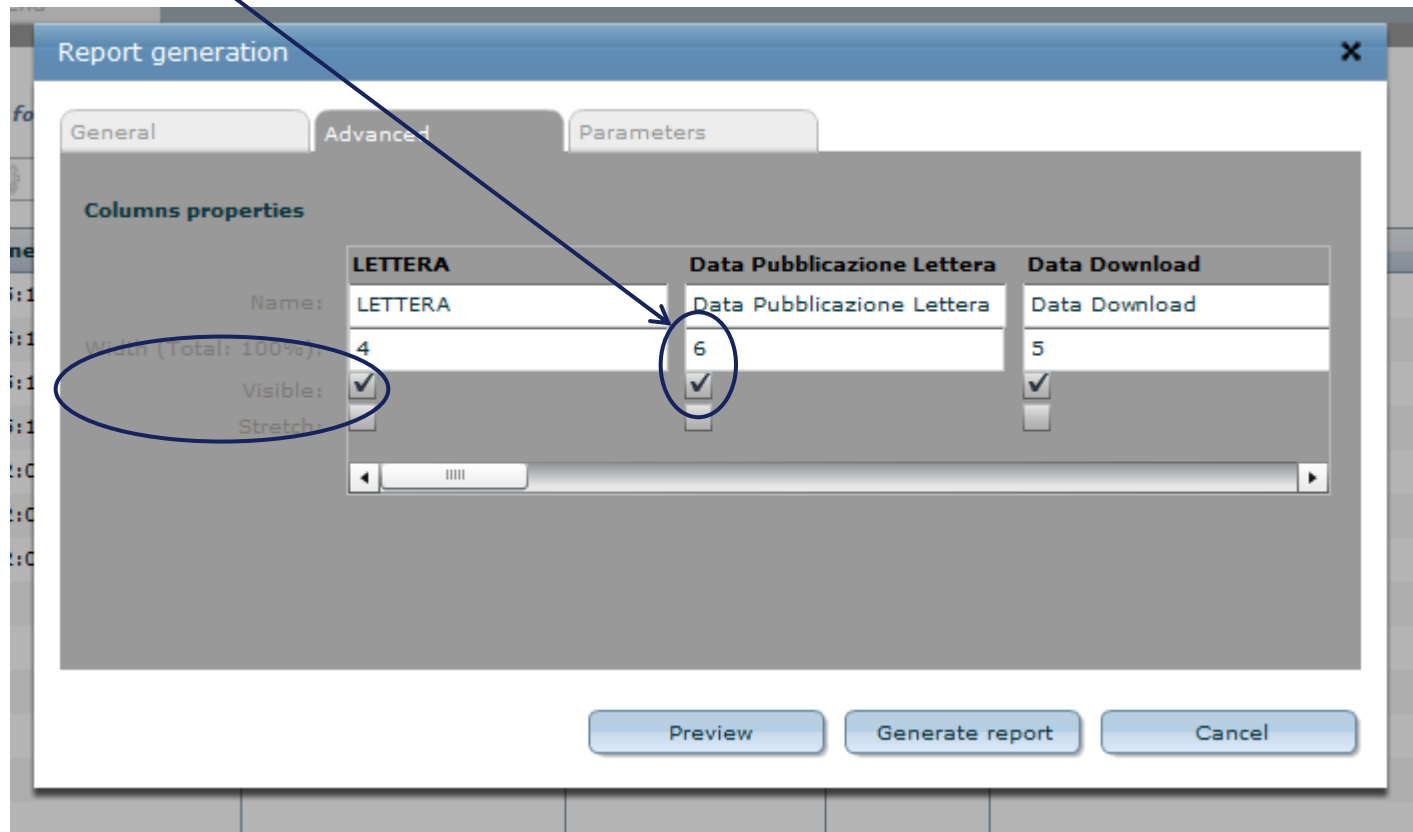 Report generation
fo
General Advanced Parameters
Columns properties
LETTERA Data Pubblicazione Lettera Data Download
Name: LETTERA Data Pubblicazione Lettera Data Download
Width (Total: 100%): 4 6 5
Visible:
Stretch:
Preview Generate report Cancel